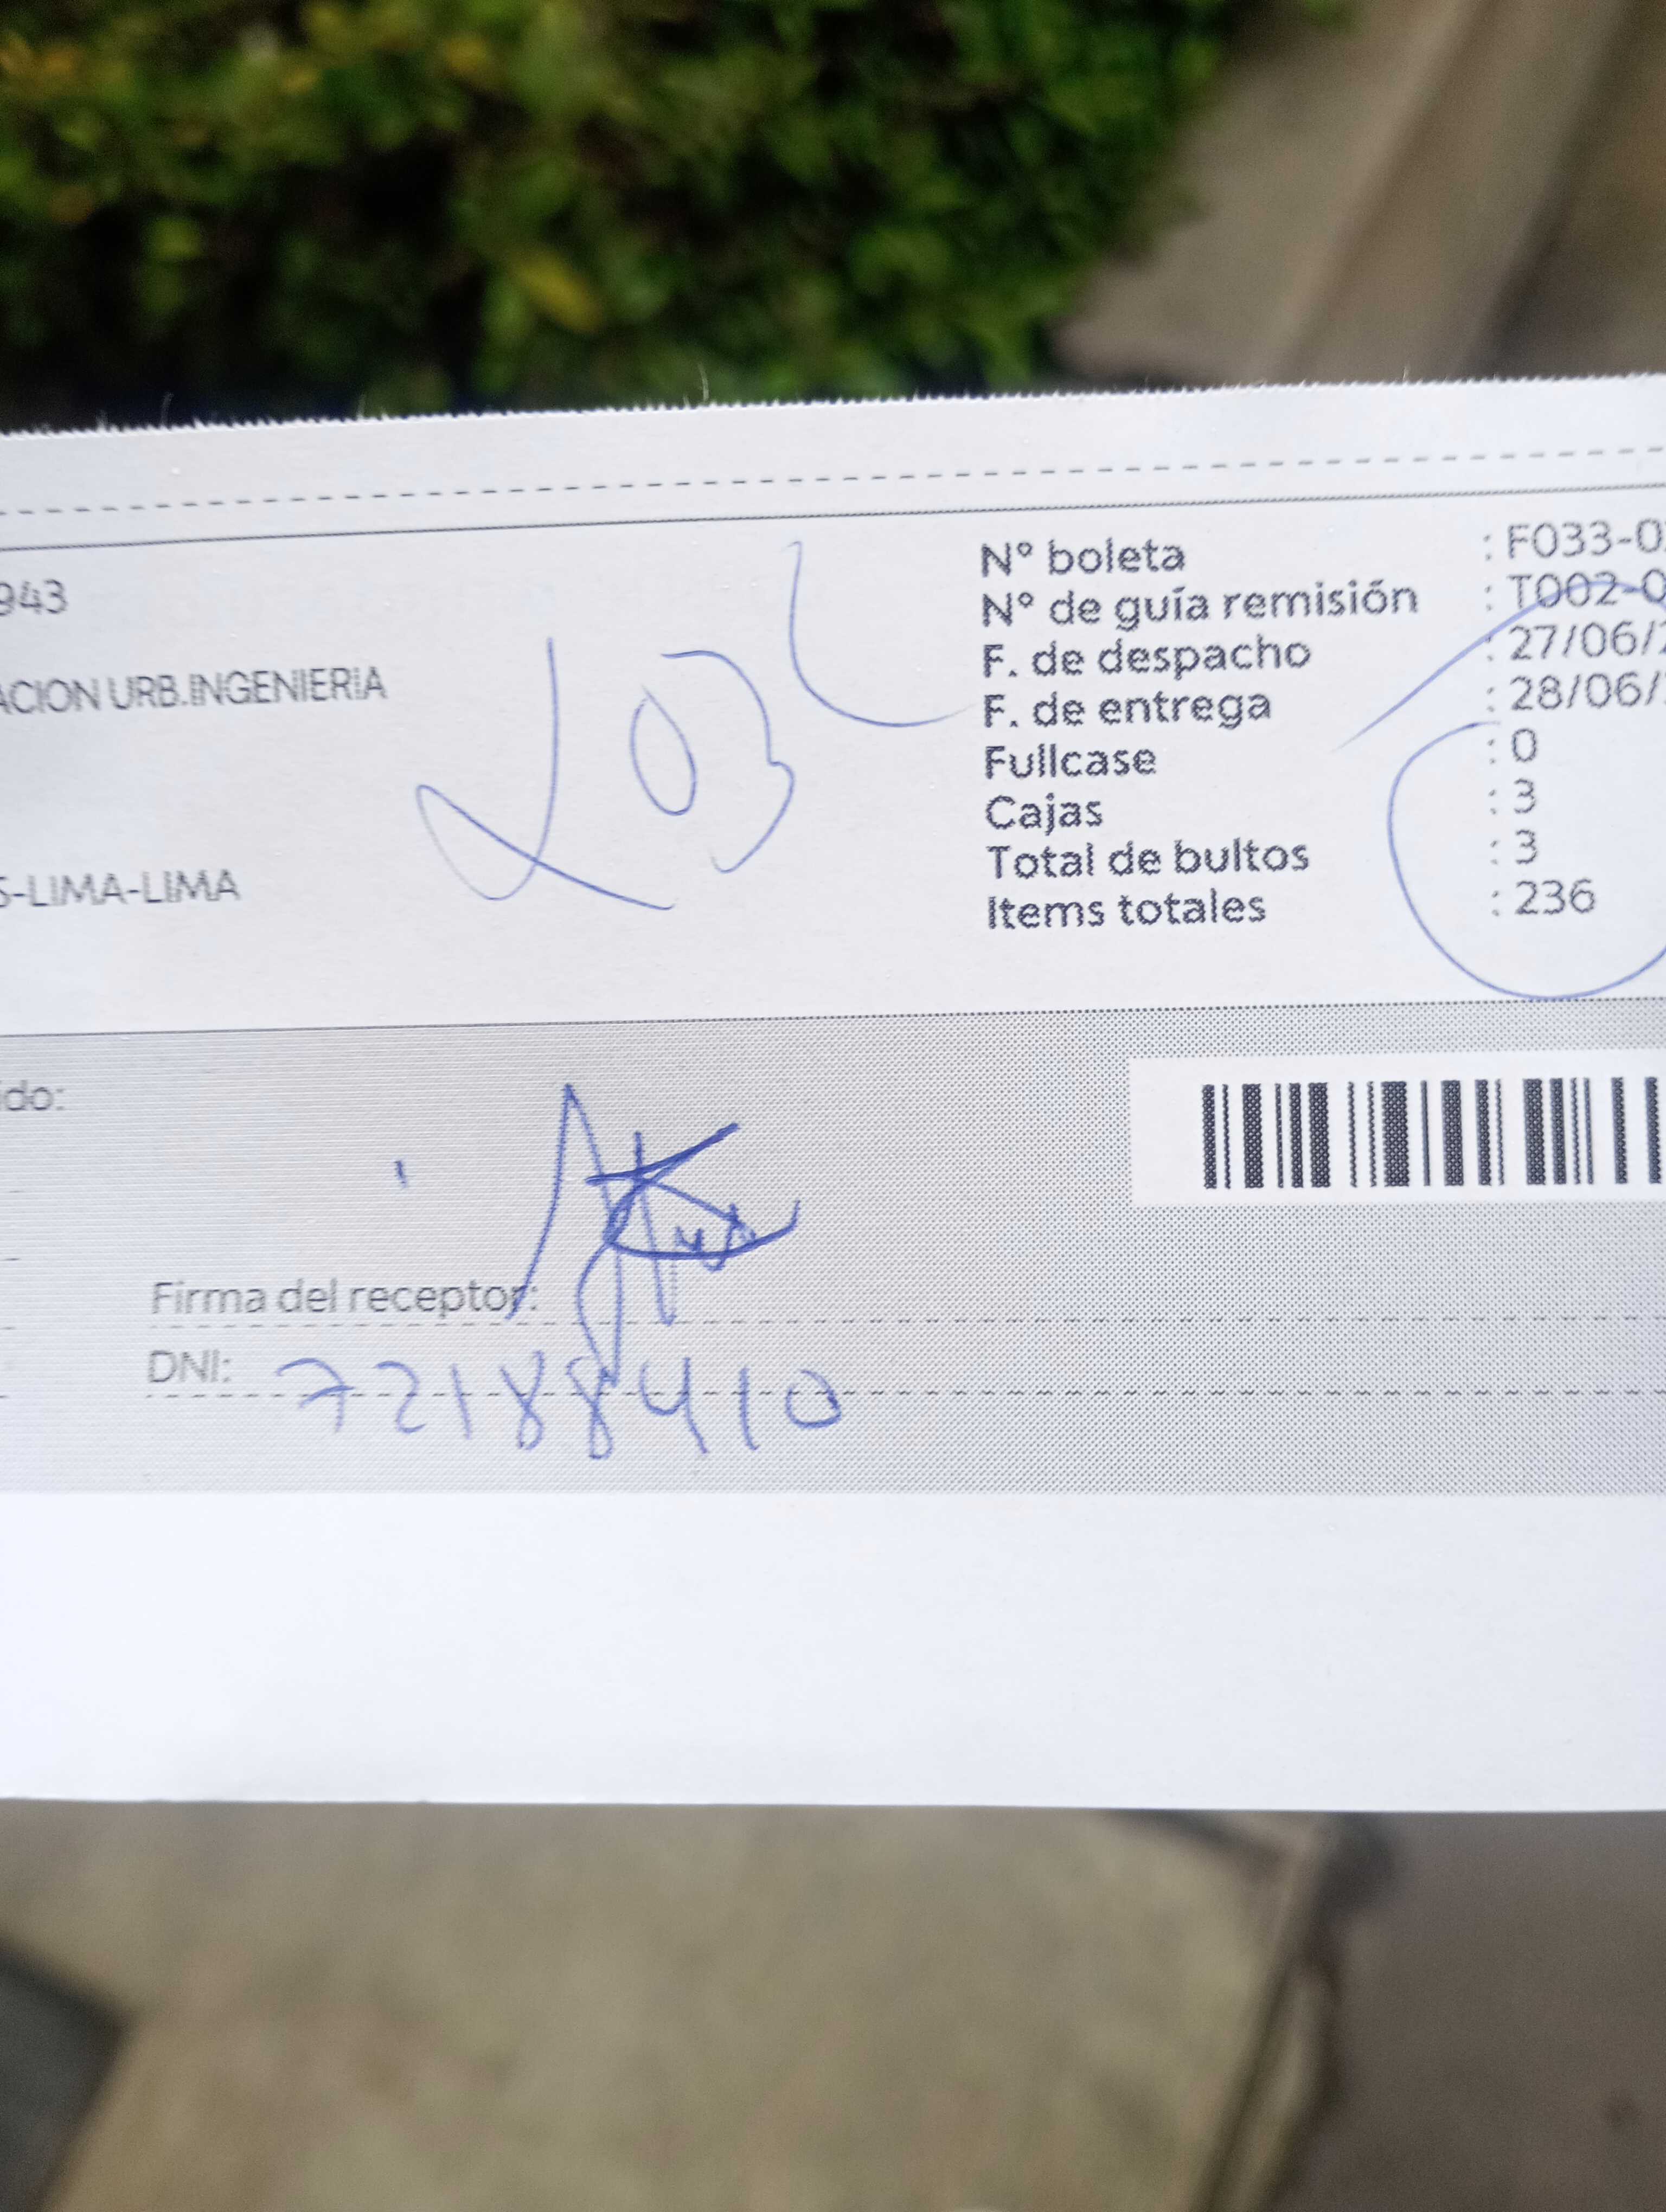 943
ACION URB.INGENIERIA
S-LIMA-LIMA
03
N° boleta : F033-0
N° de guía remisión : T002-0
F. de despacho : 27/06/2
F. de entrega : 28/06/
Fullcase : 0
Cajas : 3
Total de bultos : 3
Items totales : 236
ido:
Firma del receptor:
DNI: 72188410